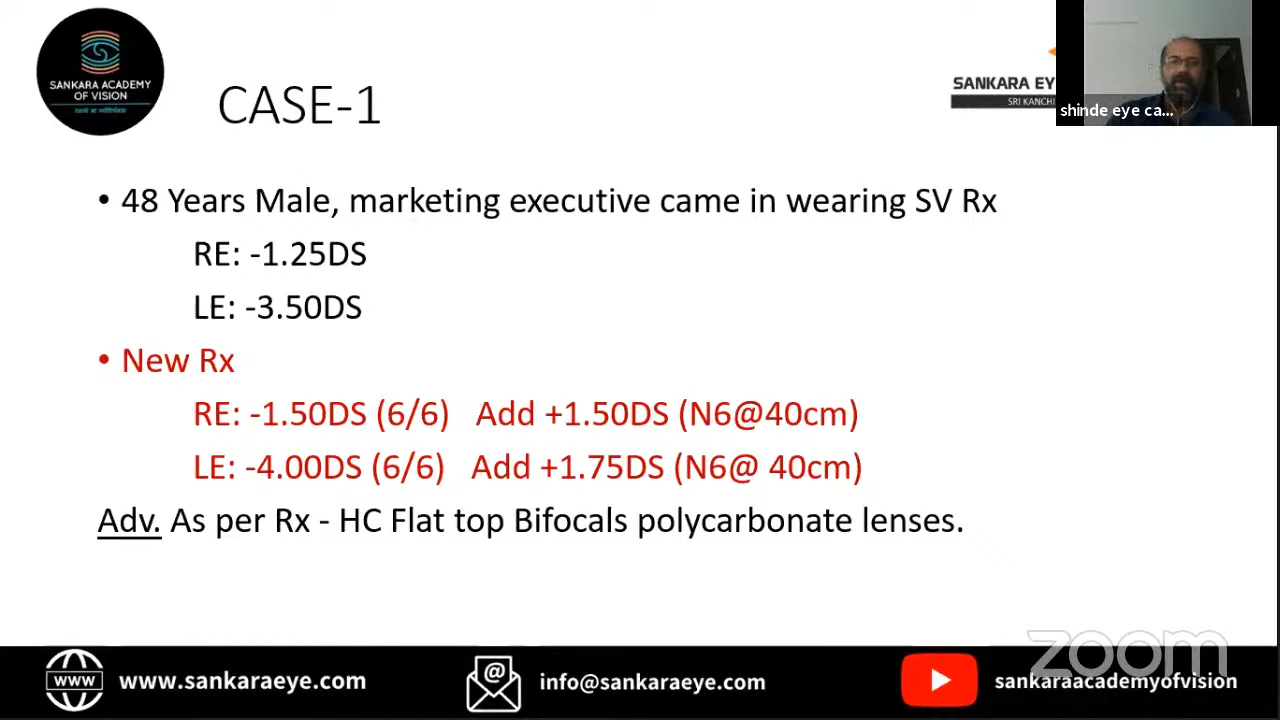 SANKARA ACADEMY
OF VISION
CASE-1
SANKARA EYE
SRI KANCHI
shinde eye ca...
• 48 Years Male, marketing executive came in wearing SV Rx
RE: -1.25DS
LE: -3.50DS
• New Rx
RE: -1.50DS (6/6) Add +1.50DS (N6@40cm)
LE: -4.00DS (6/6) Add +1.75DS (N6@ 40cm)
Adv. As per Rx - HC Flat top Bifocals polycarbonate lenses.
zoom
www
www.sankaraeye.com
@
info@sankaraeye.com
sankaraacademyofvision